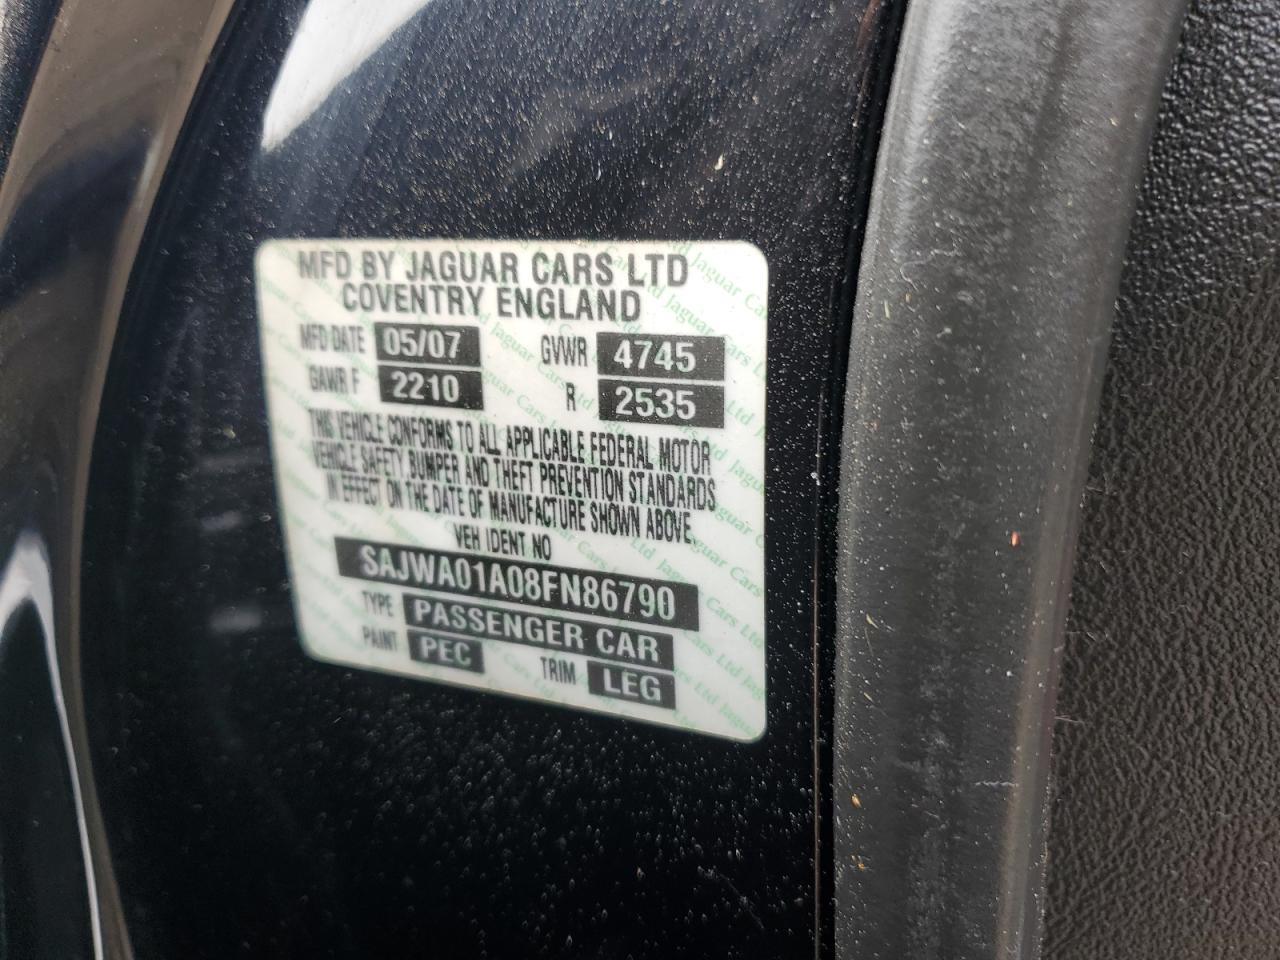 MFD BY JAGUAR CARS LTD
COVENTRY ENGLAND
MFD DATE 05/07 GVWR 4745
GAWR F 2210 R 2535
THIS VEHICLE CONFORMS TO ALL APPLICABLE FEDERAL MOTOR
VEHICLE SAFETY, BUMPER AND THEFT PREVENTION STANDARDS
IN EFFECT ON THE DATE OF MANUFACTURE SHOWN ABOVE.
VEH IDENT NO
SAJWA01A08FN86790
TYPE PASSENGER CAR
PAINT PEC TRIM LEG